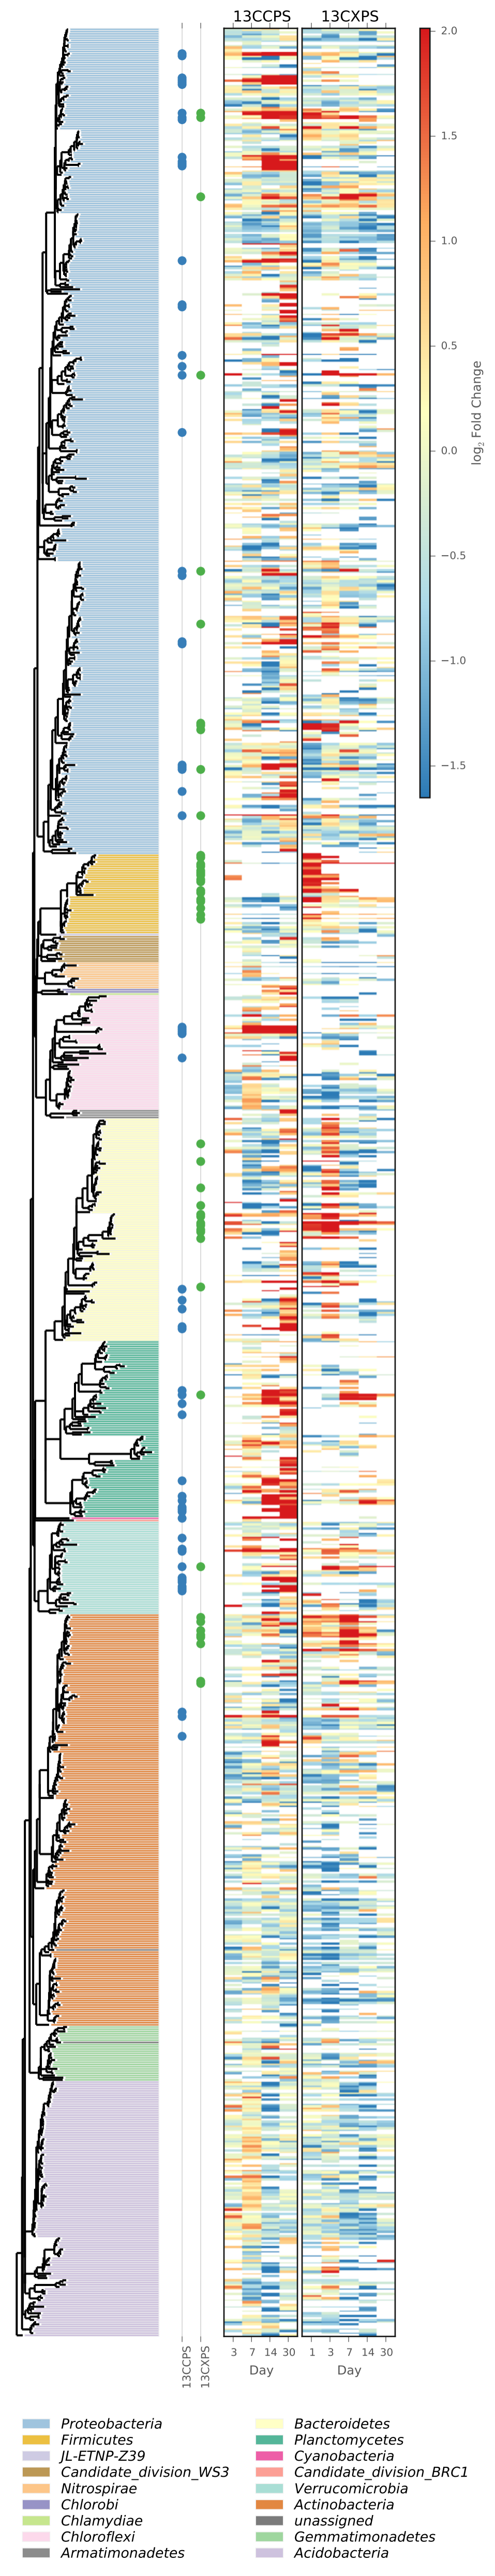 13CCPS 13CXPS
2.0
1.5
1.0
0.5
0.0
−0.5
−1.0
−1.5
log₂ Fold Change
13CCPS
13CXPS
3 7 14 30 1 3 7 14 30
Day Day
Proteobacteria
Firmicutes
JL-ETNP-Z39
Candidate_division_WS3
Nitrospirae
Chlorobi
Chlamydiae
Chloroflexi
Armatimonadetes
Bacteroidetes
Planctomycetes
Cyanobacteria
Candidate_division_BRC1
Verrucomicrobia
Actinobacteria
unassigned
Gemmatimonadetes
Acidobacteria